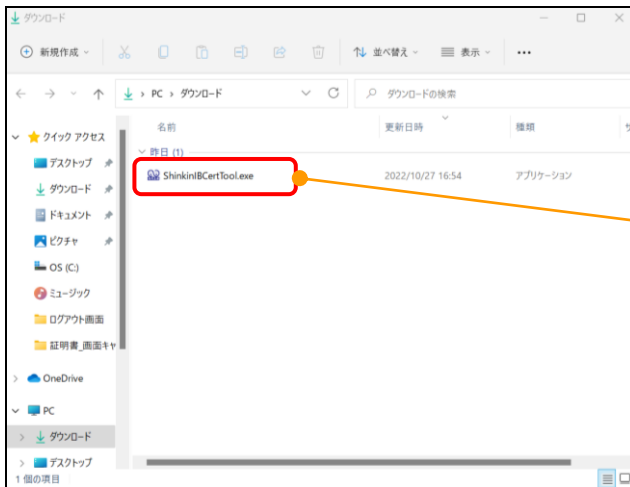 ダウンロード
新規作成
並べ替え
表示
PC > ダウンロード
ダウンロードの検索
名前
更新日時
種類
クイック アクセス
昨日 (1)
デスクトップ
ShinkinIBCertTool.exe
2022/10/27 16:54
アプリケーション
ダウンロード
ドキュメント
ピクチャ
OS (C:)
ミュージック
ログアウト画面
証明書_画面キャ
OneDrive
PC
ダウンロード
デスクトップ
1 個の項目